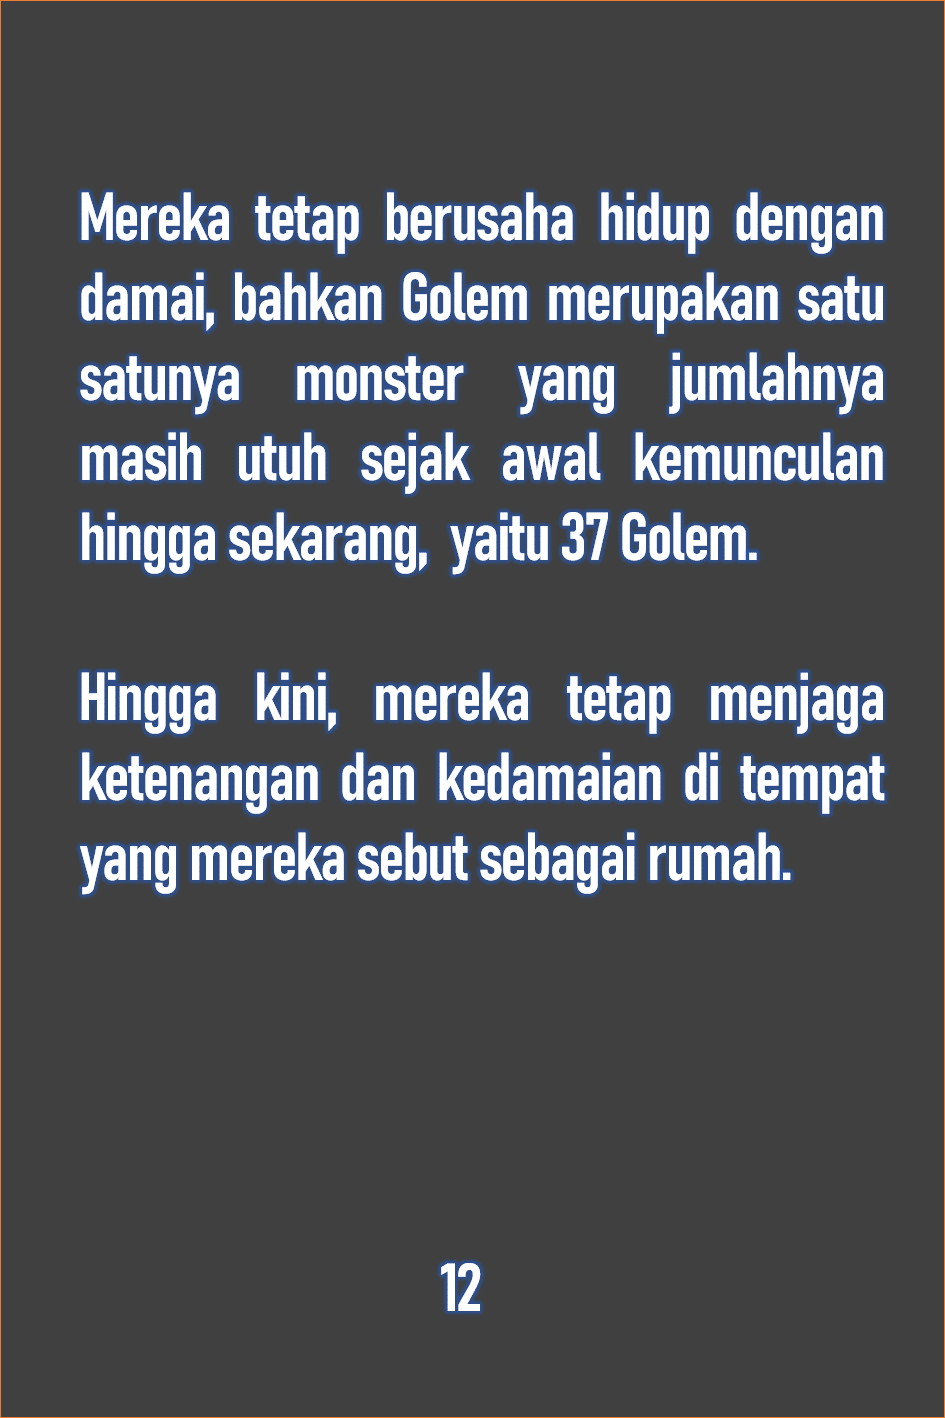 Mereka tetap berusaha hidup dengan
damai, bahkan Golem merupakan satu
satunya monster yang jumlahnya
masih utuh sejak awal kemunculan
hingga sekarang,  yaitu 37 Golem.
Hingga kini, mereka tetap menjaga
ketenangan dan kedamaian di tempat
yang mereka sebut sebagai rumah.
12